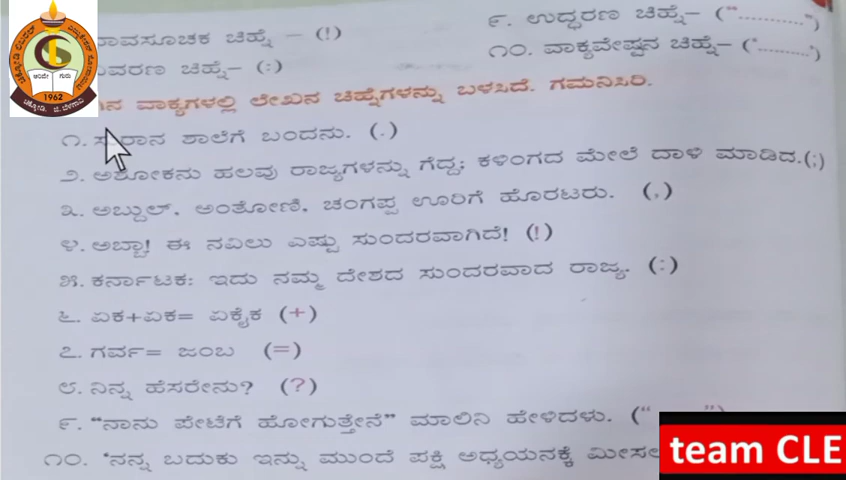 ಭಾವಸೂಚಕ ಚಿಹ್ನೆ – (!)
೯. ಉದ್ಧರಣ ಚಿಹ್ನೆ– ("............")
ವಿವರಣ ಚಿಹ್ನೆ– (:)
೧೦. ವಾಕ್ಯವೇಷ್ಟನ ಚಿಹ್ನೆ– ('..........')
ವಾಕ್ಯಗಳಲ್ಲಿ ಲೇಖನ ಚಿಹ್ನೆಗಳನ್ನು ಬಳಸಿದೆ. ಗಮನಿಸಿರಿ.
೧. ಶಾಲೆಗೆ ಬಂದನು. (.)
೨. ಅಶೋಕನು ಹಲವು ರಾಜ್ಯಗಳನ್ನು ಗೆದ್ದ; ಕಳಿಂಗದ ಮೇಲೆ ದಾಳಿ ಮಾಡಿದ.(;)
೩. ಅಬ್ದುಲ್, ಅಂತೋಣಿ, ಚಂಗಪ್ಪ ಊರಿಗೆ ಹೊರಟರು. (,)
೪. ಅಬ್ಬಾ! ಈ ನವಿಲು ಎಷ್ಟು ಸುಂದರವಾಗಿದೆ! (!)
೫. ಕರ್ನಾಟಕ: ಇದು ನಮ್ಮ ದೇಶದ ಸುಂದರವಾದ ರಾಜ್ಯ. (:)
೬. ಏಕ+ಏಕ= ಏಕೈಕ (+)
೭. ಗರ್ವ= ಜಂಬ (=)
೮. ನಿನ್ನ ಹೆಸರೇನು? (?)
೯. "ನಾನು ಪೇಟೆಗೆ ಹೋಗುತ್ತೇನೆ" ಮಾಲಿನಿ ಹೇಳಿದಳು. (" ")
೧೦. 'ನನ್ನ ಬದುಕು ಇನ್ನು ಮುಂದೆ ಪಕ್ಷಿ ಅಧ್ಯಯನಕ್ಕೆ ಮೀಸಲ
1962
team CLE